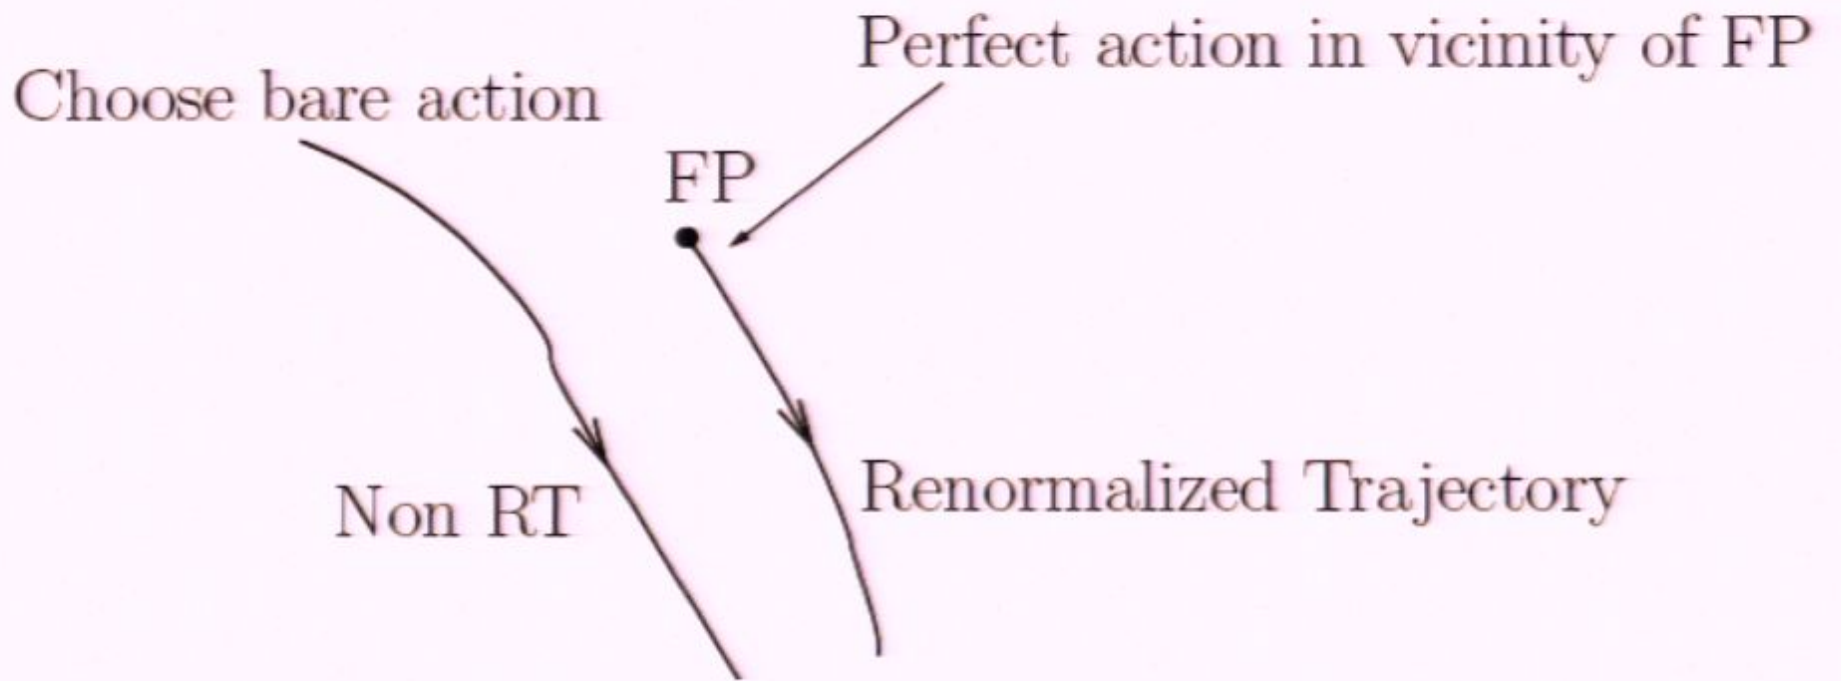 Perfect action in vicinity of FP
Choose bare action
FP
Renormalized Trajectory
Non RT